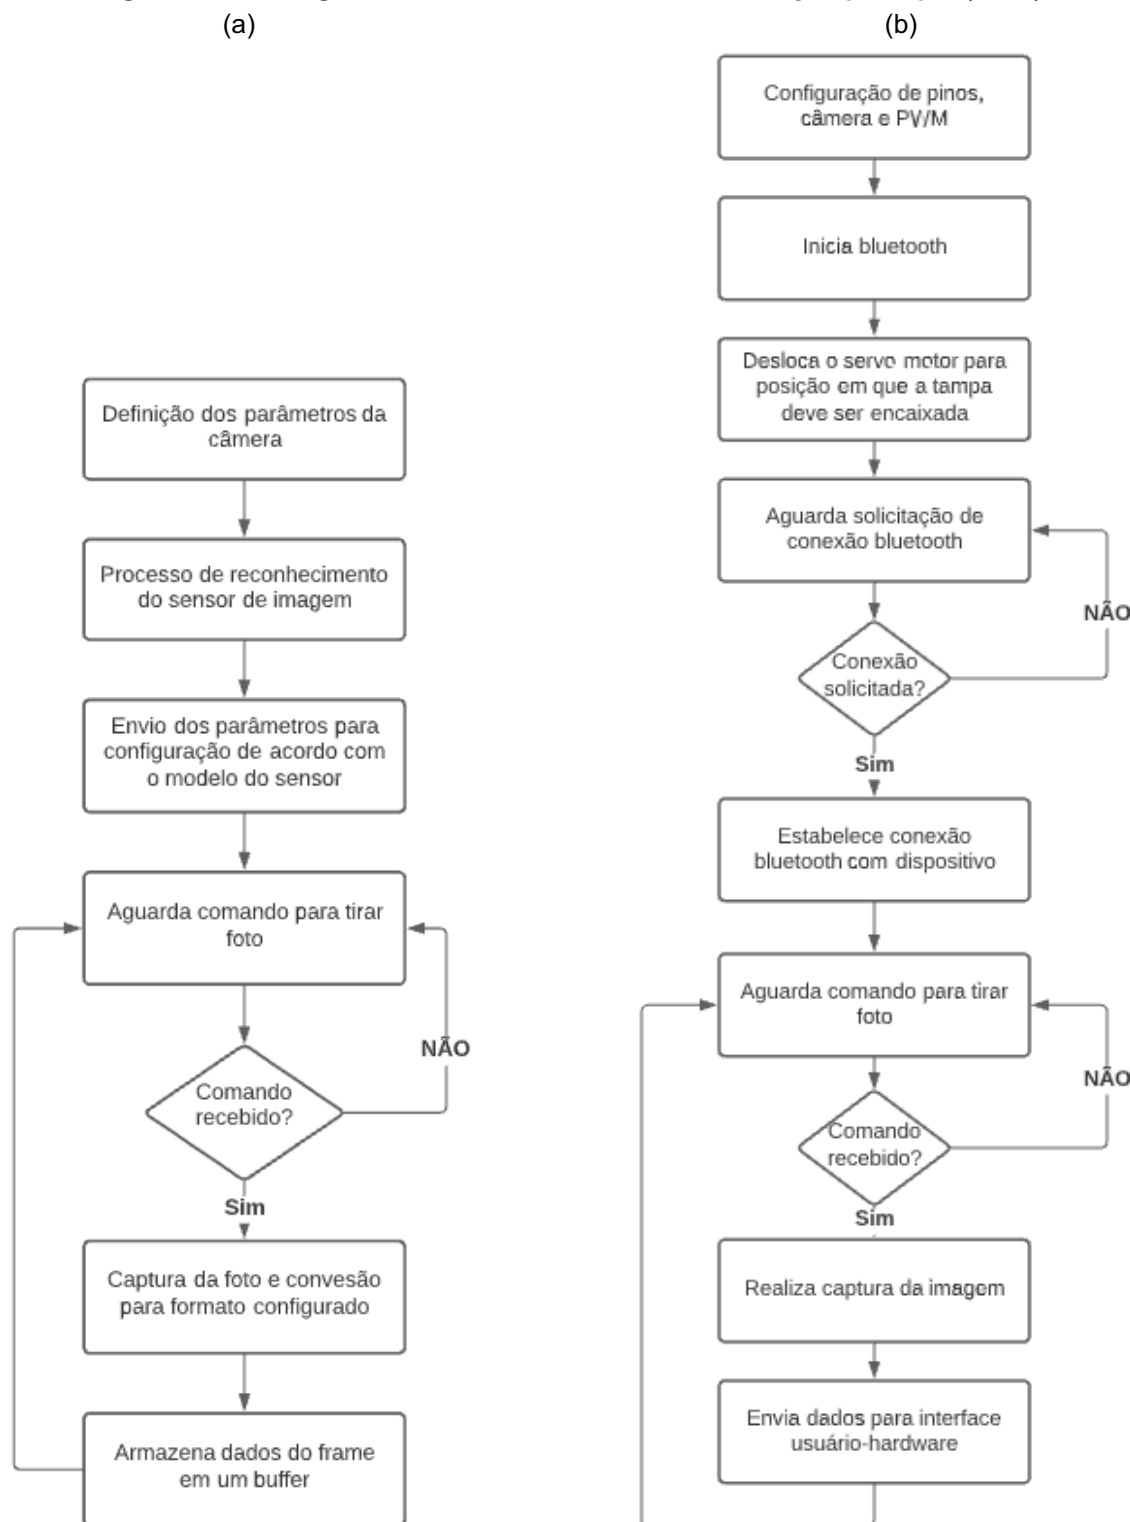 (a)
Definição dos parâmetros da
câmera
Processo de reconhecimento
do sensor de imagem
Envio dos parâmetros para
configuração de acordo com
o modelo do sensor
Aguarda comando para tirar
foto
NÃO
Comando
recebido?
Sim
Captura da foto e convesão
para formato configurado
Armazena dados do frame
em um buffer
(b)
Configuração de pinos,
câmera e PV/M
Inicia bluetooth
Desloca o servo motor para
posição em que a tampa
deve ser encaixada
Aguarda solicitação de
conexão bluetooth
NÃO
Conexão
solicitada?
Sim
Estabelece conexão
bluetooth com dispositivo
Aguarda comando para tirar
foto
NÃO
Comando
recebido?
Sim
Realiza captura da imagem
Envia dados para interface
usuário-hardware